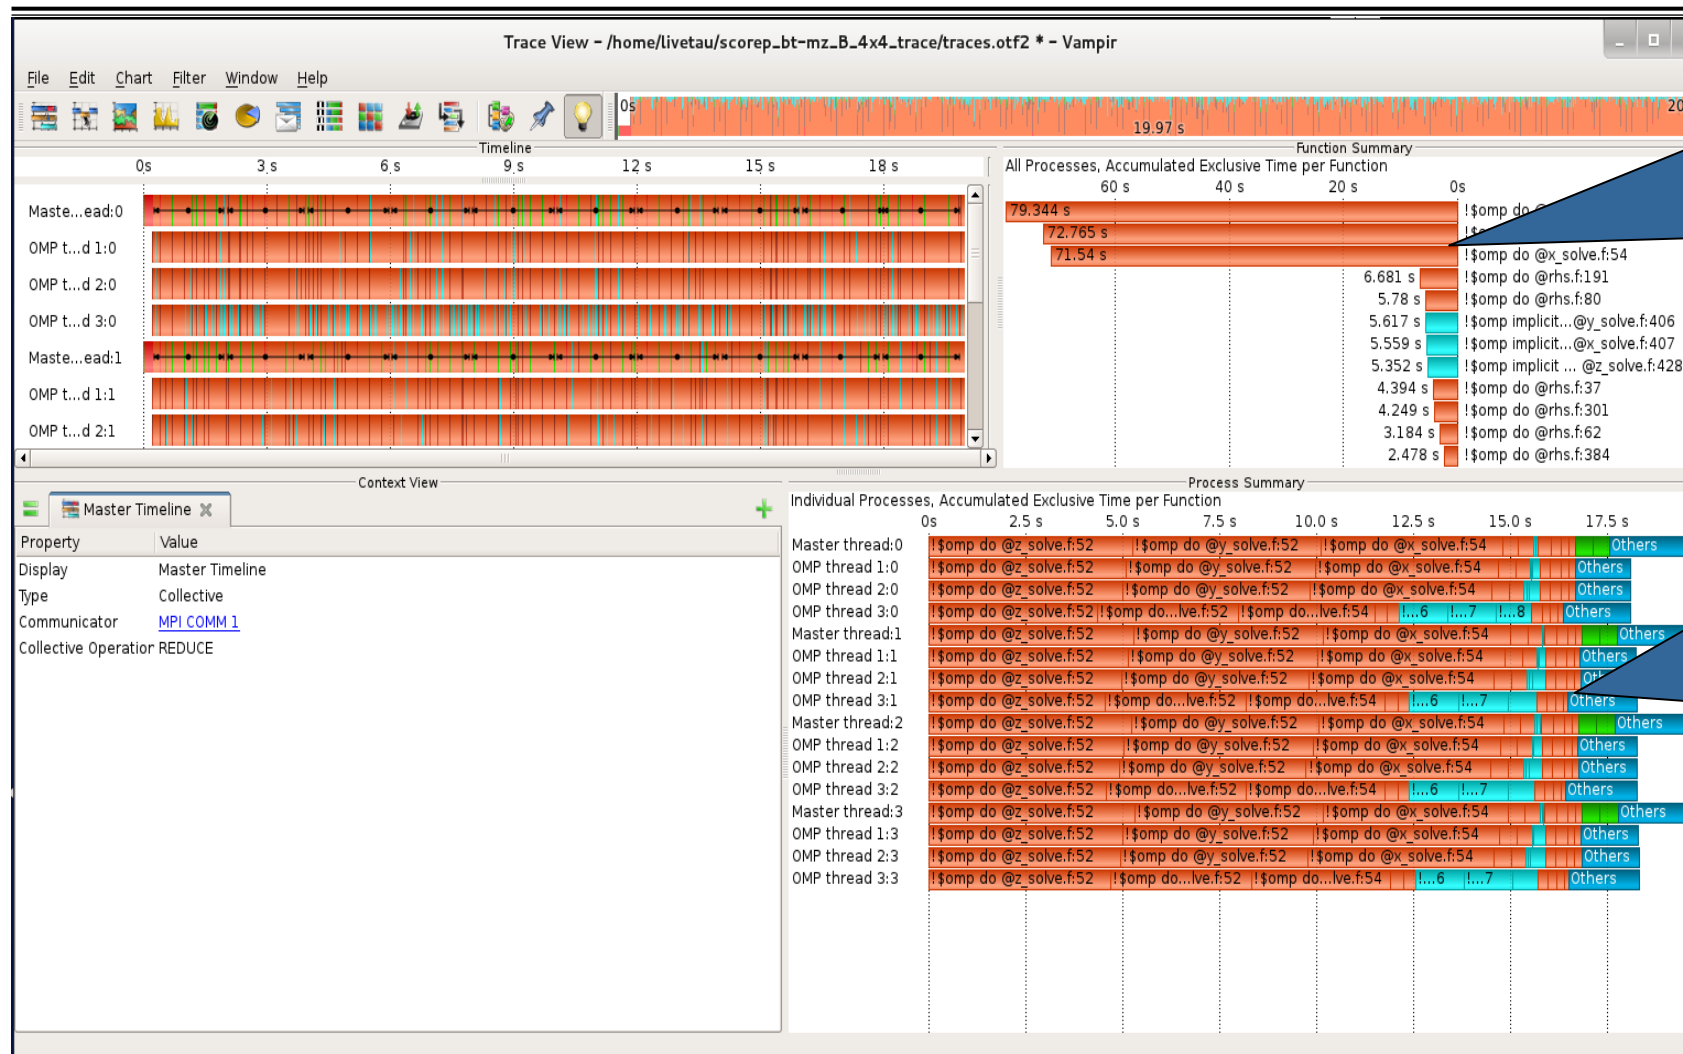 Trace View - /home/livetau/scorep_bt-mz_B_4x4_trace/traces.otf2 * - Vampir
File Edit Chart Filter Window Help
0s 19.97 s 20
Timeline
0s 3 s 6 s 9 s 12 s 15 s 18 s
Maste...ead:0
OMP t...d 1:0
OMP t...d 2:0
OMP t...d 3:0
Maste...ead:1
OMP t...d 1:1
OMP t...d 2:1
Function Summary
All Processes, Accumulated Exclusive Time per Function
60 s 40 s 20 s 0s
79.344 s !$omp do
72.765 s
71.54 s !$omp do @x_solve.f:54
6.681 s !$omp do @rhs.f:191
5.78 s !$omp do @rhs.f:80
5.617 s !$omp implicit...@y_solve.f:406
5.559 s !$omp implicit...@x_solve.f:407
5.352 s !$omp implicit ... @z_solve.f:428
4.394 s !$omp do @rhs.f:37
4.249 s !$omp do @rhs.f:301
3.184 s !$omp do @rhs.f:62
2.478 s !$omp do @rhs.f:384
Context View
Master Timeline
Property Value
Display Master Timeline
Type Collective
Communicator MPI COMM 1
Collective Operation REDUCE
Process Summary
Individual Processes, Accumulated Exclusive Time per Function
0s 2.5 s 5.0 s 7.5 s 10.0 s 12.5 s 15.0 s 17.5 s
Master thread:0 !$omp do @z_solve.f:52 !$omp do @y_solve.f:52 !$omp do @x_solve.f:54 Others
OMP thread 1:0 !$omp do @z_solve.f:52 !$omp do @y_solve.f:52 !$omp do @x_solve.f:54 Others
OMP thread 2:0 !$omp do @z_solve.f:52 !$omp do @y_solve.f:52 !$omp do @x_solve.f:54 Others
OMP thread 3:0 !$omp do @z_solve.f:52 !$omp do...lve.f:52 !$omp do...lve.f:54 !...6 !...7 !...8 Others
Master thread:1 !$omp do @z_solve.f:52 !$omp do @y_solve.f:52 !$omp do @x_solve.f:54 Others
OMP thread 1:1 !$omp do @z_solve.f:52 !$omp do @y_solve.f:52 !$omp do @x_solve.f:54 Others
OMP thread 2:1 !$omp do @z_solve.f:52 !$omp do @y_solve.f:52 !$omp do @x_solve.f:54
OMP thread 3:1 !$omp do @z_solve.f:52 !$omp do...lve.f:52 !$omp do...lve.f:54 !...6 !...7 Others
Master thread:2 !$omp do @z_solve.f:52 !$omp do @y_solve.f:52 !$omp do @x_solve.f:54 Others
OMP thread 1:2 !$omp do @z_solve.f:52 !$omp do @y_solve.f:52 !$omp do @x_solve.f:54 Others
OMP thread 2:2 !$omp do @z_solve.f:52 !$omp do @y_solve.f:52 !$omp do @x_solve.f:54 Others
OMP thread 3:2 !$omp do @z_solve.f:52 !$omp do...lve.f:52 !$omp do...lve.f:54 !...6 !...7 Others
Master thread:3 !$omp do @z_solve.f:52 !$omp do @y_solve.f:52 !$omp do @x_solve.f:54 Others
OMP thread 1:3 !$omp do @z_solve.f:52 !$omp do @y_solve.f:52 !$omp do @x_solve.f:54 Others
OMP thread 2:3 !$omp do @z_solve.f:52 !$omp do @y_solve.f:52 !$omp do @x_solve.f:54 Others
OMP thread 3:3 !$omp do @z_solve.f:52 !$omp do...lve.f:52 !$omp do...lve.f:54 !...6 !...7 Others